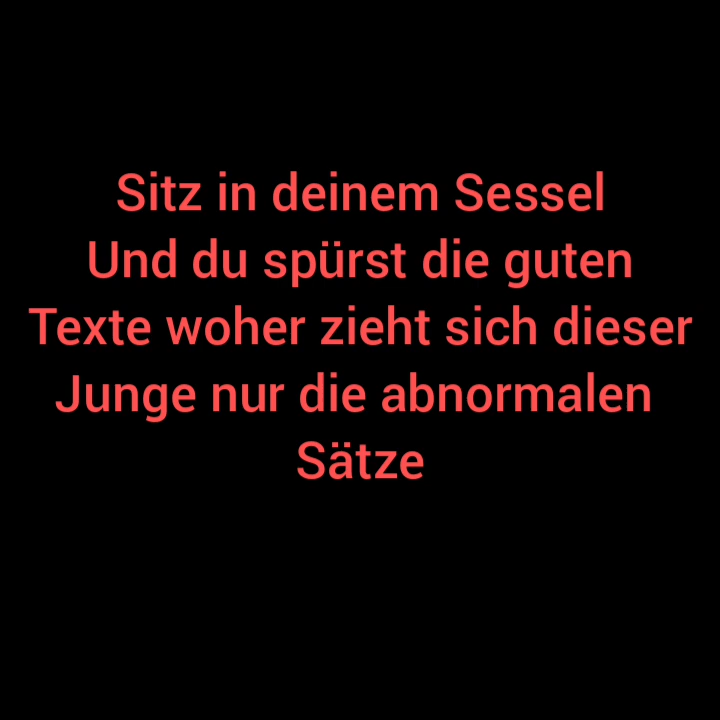 Sitz in deinem Sessel
Und du spürst die guten
Texte woher zieht sich dieser
Junge nur die abnormalen
Sätze